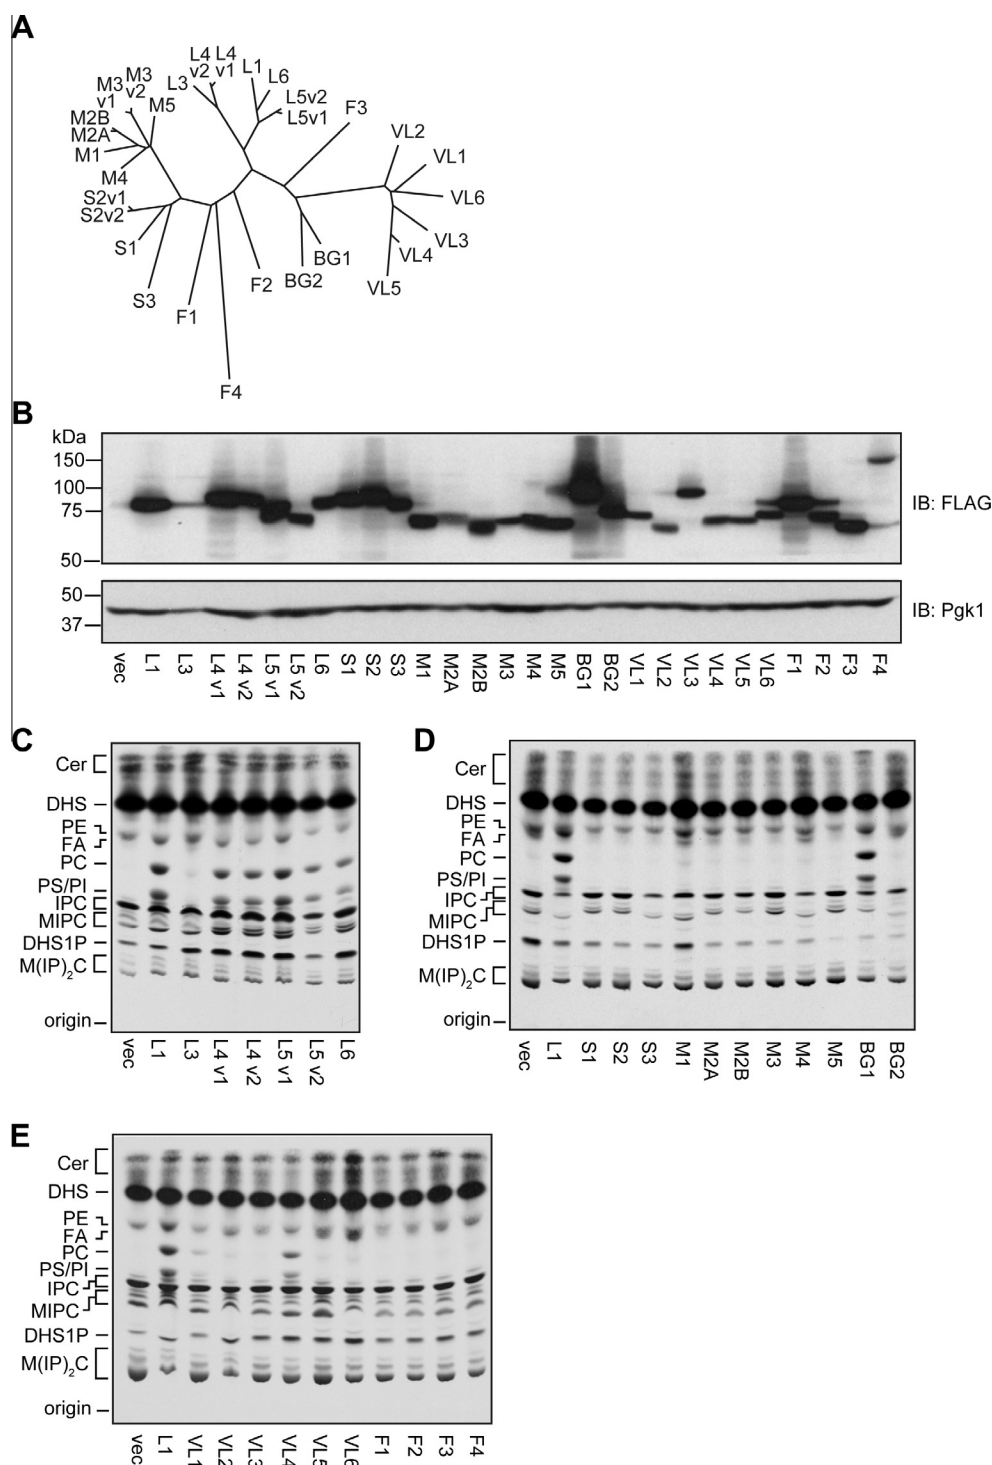 A
L4 L4
v2 v1
L1
L6
L3
L5v2
L5v1
M3 M3
v1 v2
M5
M2B
M2A
M1
M4
F3
VL2
VL1
VL6
VL3
VL4
VL5
S2v1
S2v2
S1
S3
F1
F2
BG1
BG2
F4
B
kDa
150
100
75
50
IB: FLAG
50
37
IB: Pgk1
vec L1 L3 L4 v1 L4 v2 L5 v1 L5 v2 L6 S1 S2 S3 M1 M2A M2B M3 M4 M5 BG1 BG2 VL1 VL2 VL3 VL4 VL5 VL6 F1 F2 F3 F4
C
Cer
DHS
PE
FA
PC
PS/PI
IPC
MIPC
DHS1P
M(IP)2C
origin
vec L1 L3 L4 v1 L4 v2 L5 v1 L5 v2 L6
D
Cer
DHS
PE
FA
PC
PS/PI
IPC
MIPC
DHS1P
M(IP)2C
origin
vec L1 S1 S2 S3 M1 M2A M2B M3 M4 M5 BG1 BG2
E
Cer
DHS
PE
FA
PC
PS/PI
IPC
MIPC
DHS1P
M(IP)2C
origin
vec L1 VL1 VL2 VL3 VL4 VL5 VL6 F1 F2 F3 F4